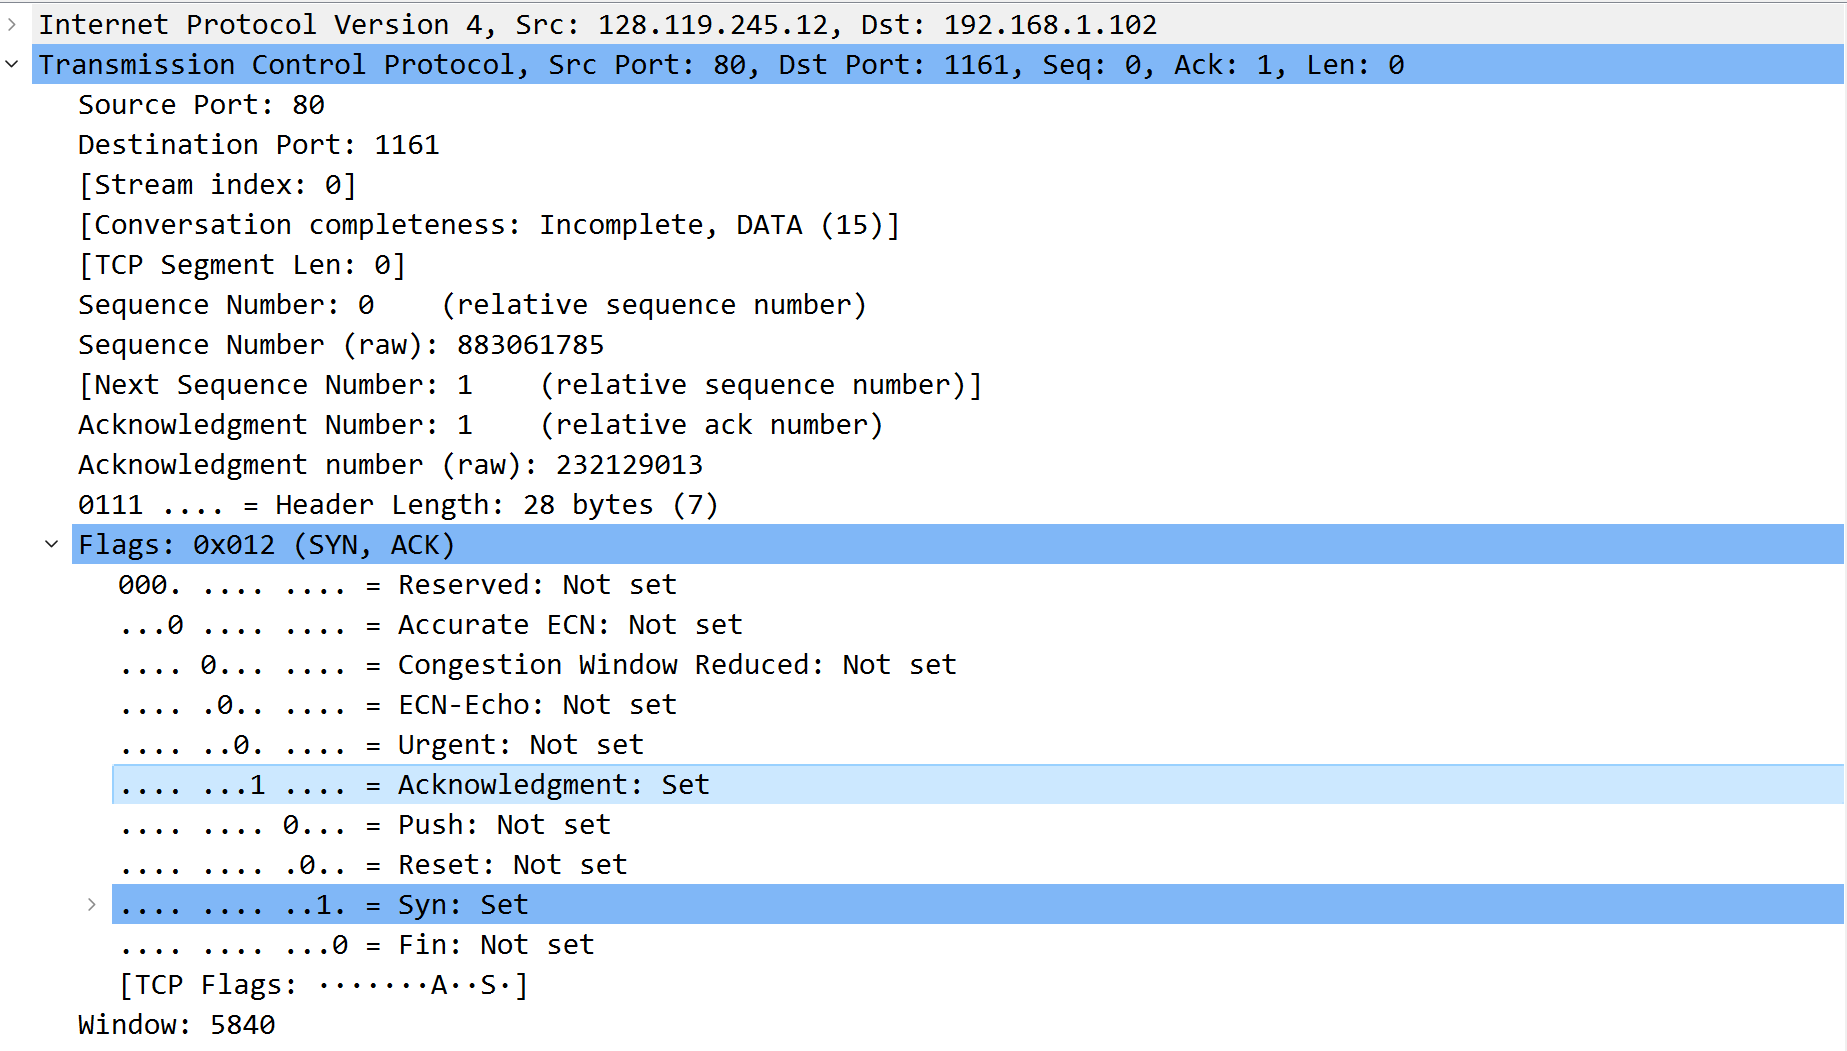 Internet Protocol Version 4, Src: 128.119.245.12, Dst: 192.168.1.102
Transmission Control Protocol, Src Port: 80, Dst Port: 1161, Seq: 0, Ack: 1, Len: 0
Source Port: 80
Destination Port: 1161
[Stream index: 0]
[Conversation completeness: Incomplete, DATA (15)]
[TCP Segment Len: 0]
Sequence Number: 0    (relative sequence number)
Sequence Number (raw): 883061785
[Next Sequence Number: 1    (relative sequence number)]
Acknowledgment Number: 1    (relative ack number)
Acknowledgment number (raw): 232129013
0111 .... = Header Length: 28 bytes (7)
Flags: 0x012 (SYN, ACK)
000. .... .... = Reserved: Not set
...0 .... .... = Accurate ECN: Not set
.... 0... .... = Congestion Window Reduced: Not set
.... .0.. .... = ECN-Echo: Not set
.... ..0. .... = Urgent: Not set
.... ...1 .... = Acknowledgment: Set
.... .... 0... = Push: Not set
.... .... .0.. = Reset: Not set
.... .... ..1. = Syn: Set
.... .... ...0 = Fin: Not set
[TCP Flags: ·······A··S·]
Window: 5840